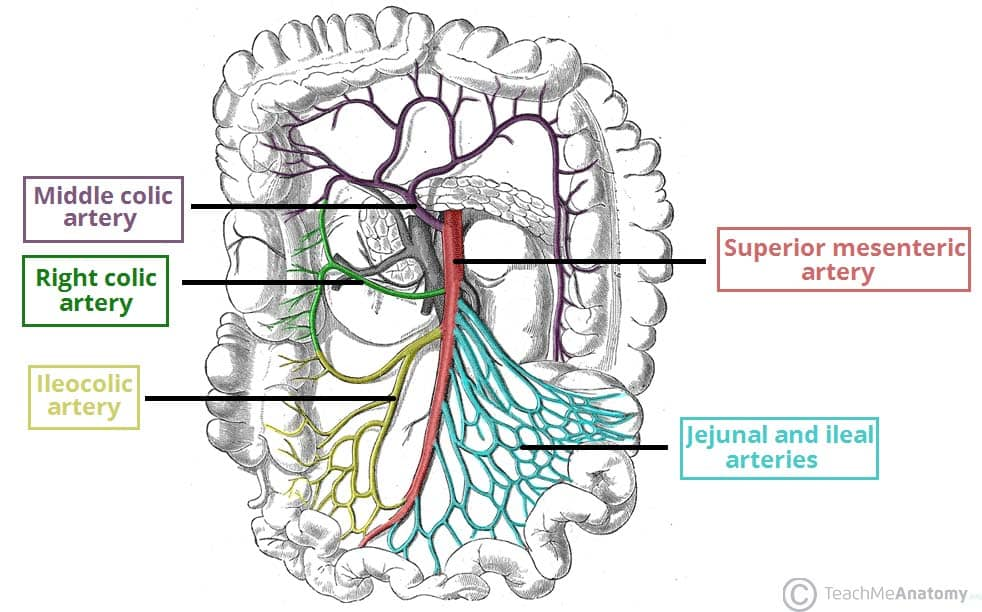 Middle colic
artery
Right colic
artery
Superior mesenteric
artery
Ileocolic
artery
Jejunal and ileal
arteries
© TeachMeAnatomy